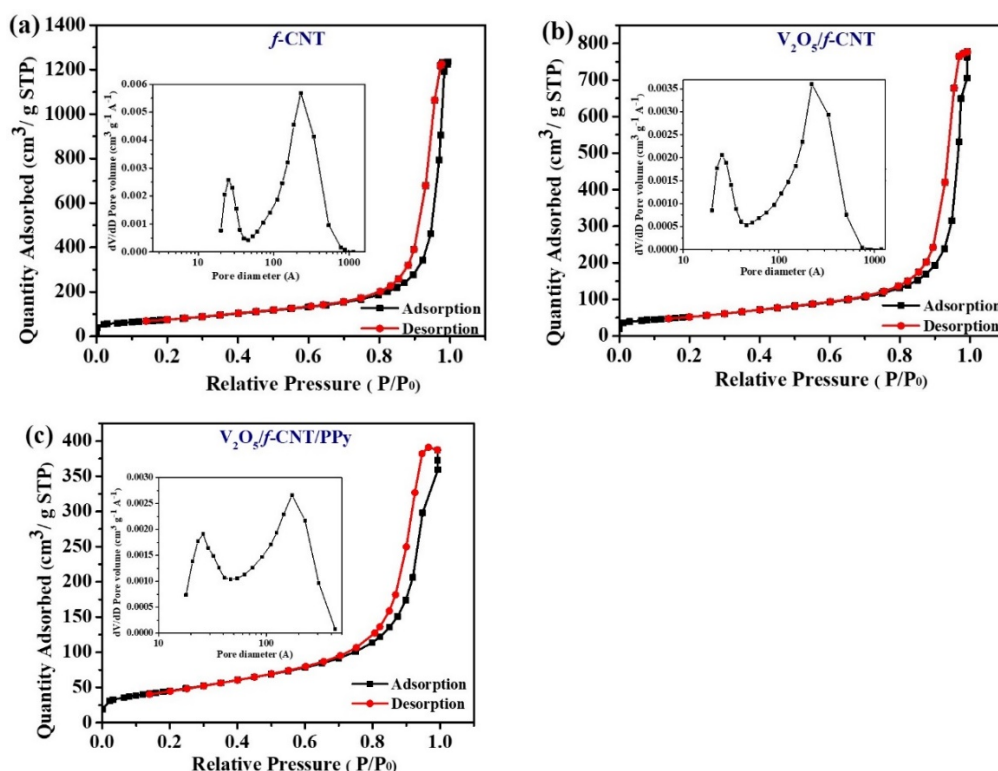 (a)
f-CNT
Quantity Adsorbed (cm³/ g STP)
1400
1200
1000
800
600
400
200
0
0.0 0.2 0.4 0.6 0.8 1.0
Relative Pressure ( P/P₀)
Adsorption
Desorption
dV/dD Pore volume (cm³ g⁻¹ A⁻¹)
0.006
0.005
0.004
0.003
0.002
0.001
0.000
10 100 1000
Pore diameter (A)
(b)
V₂O₅/f-CNT
Quantity Adsorbed (cm³/ g STP)
800
700
600
500
400
300
200
100
0
0.0 0.2 0.4 0.6 0.8 1.0
Relative Pressure ( P/P₀)
Adsorption
Desorption
dV/dD Pore volume (cm³ g⁻¹ A⁻¹)
0.0035
0.0030
0.0025
0.0020
0.0015
0.0010
0.0005
0.0000
10 100 1000
Pore diameter (A)
(c)
V₂O₅/f-CNT/PPy
Quantity Adsorbed (cm³/ g STP)
400
350
300
250
200
150
100
50
0
0.0 0.2 0.4 0.6 0.8 1.0
Relative Pressure ( P/P₀)
Adsorption
Desorption
dV/dD Pore volume (cm³ g⁻¹ A⁻¹)
0.0030
0.0025
0.0020
0.0015
0.0010
0.0005
0.0000
10 100
Pore diameter (A)